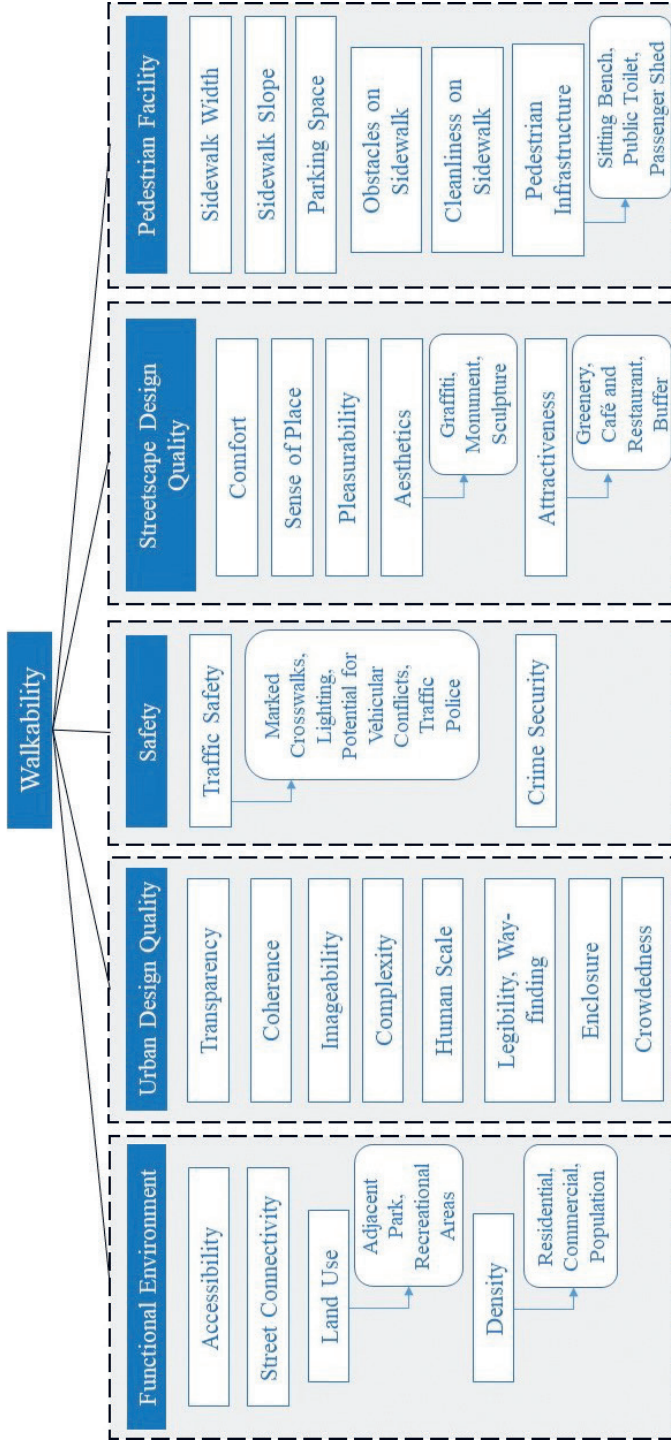 Walkability
Functional Environment
Accessibility
Street Connectivity
Land Use
Adjacent
Park,
Recreational
Areas
Density
Residential,
Commercial,
Population
Urban Design Quality
Transparency
Coherence
Imageability
Complexity
Human Scale
Legibility, Way-
finding
Enclosure
Crowdedness
Safety
Traffic Safety
Marked
Crosswalks,
Lighting,
Potential for
Vehicular
Conflicts,
Traffic
Police
Crime Security
Streetscape Design
Quality
Comfort
Sense of Place
Pleasurability
Aesthetics
Graffiti,
Monument,
Sculpture
Attractiveness
Greenery,
Cafè and
Restaurant,
Buffer
Pedestrian Facility
Sidewalk Width
Sidewalk Slope
Parking Space
Obstacles on
Sidewalk
Cleanliness on
Sidewalk
Pedestrian
Infrastructure
Sitting Bench,
Public Toilet,
Passenger Shed